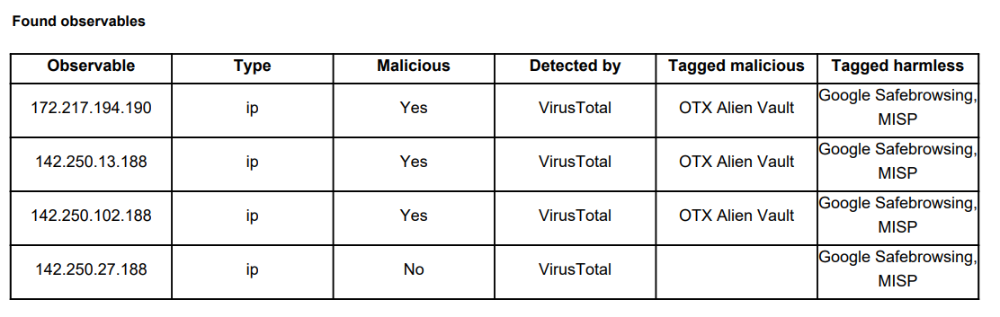 Found observables
Observable Type Malicious Detected by Tagged malicious Tagged harmless
172.217.194.190 ip Yes VirusTotal OTX Alien Vault Google Safebrowsing,
MISP
142.250.13.188 ip Yes VirusTotal OTX Alien Vault Google Safebrowsing,
MISP
142.250.102.188 ip Yes VirusTotal OTX Alien Vault Google Safebrowsing,
MISP
142.250.27.188 ip No VirusTotal Google Safebrowsing,
MISP